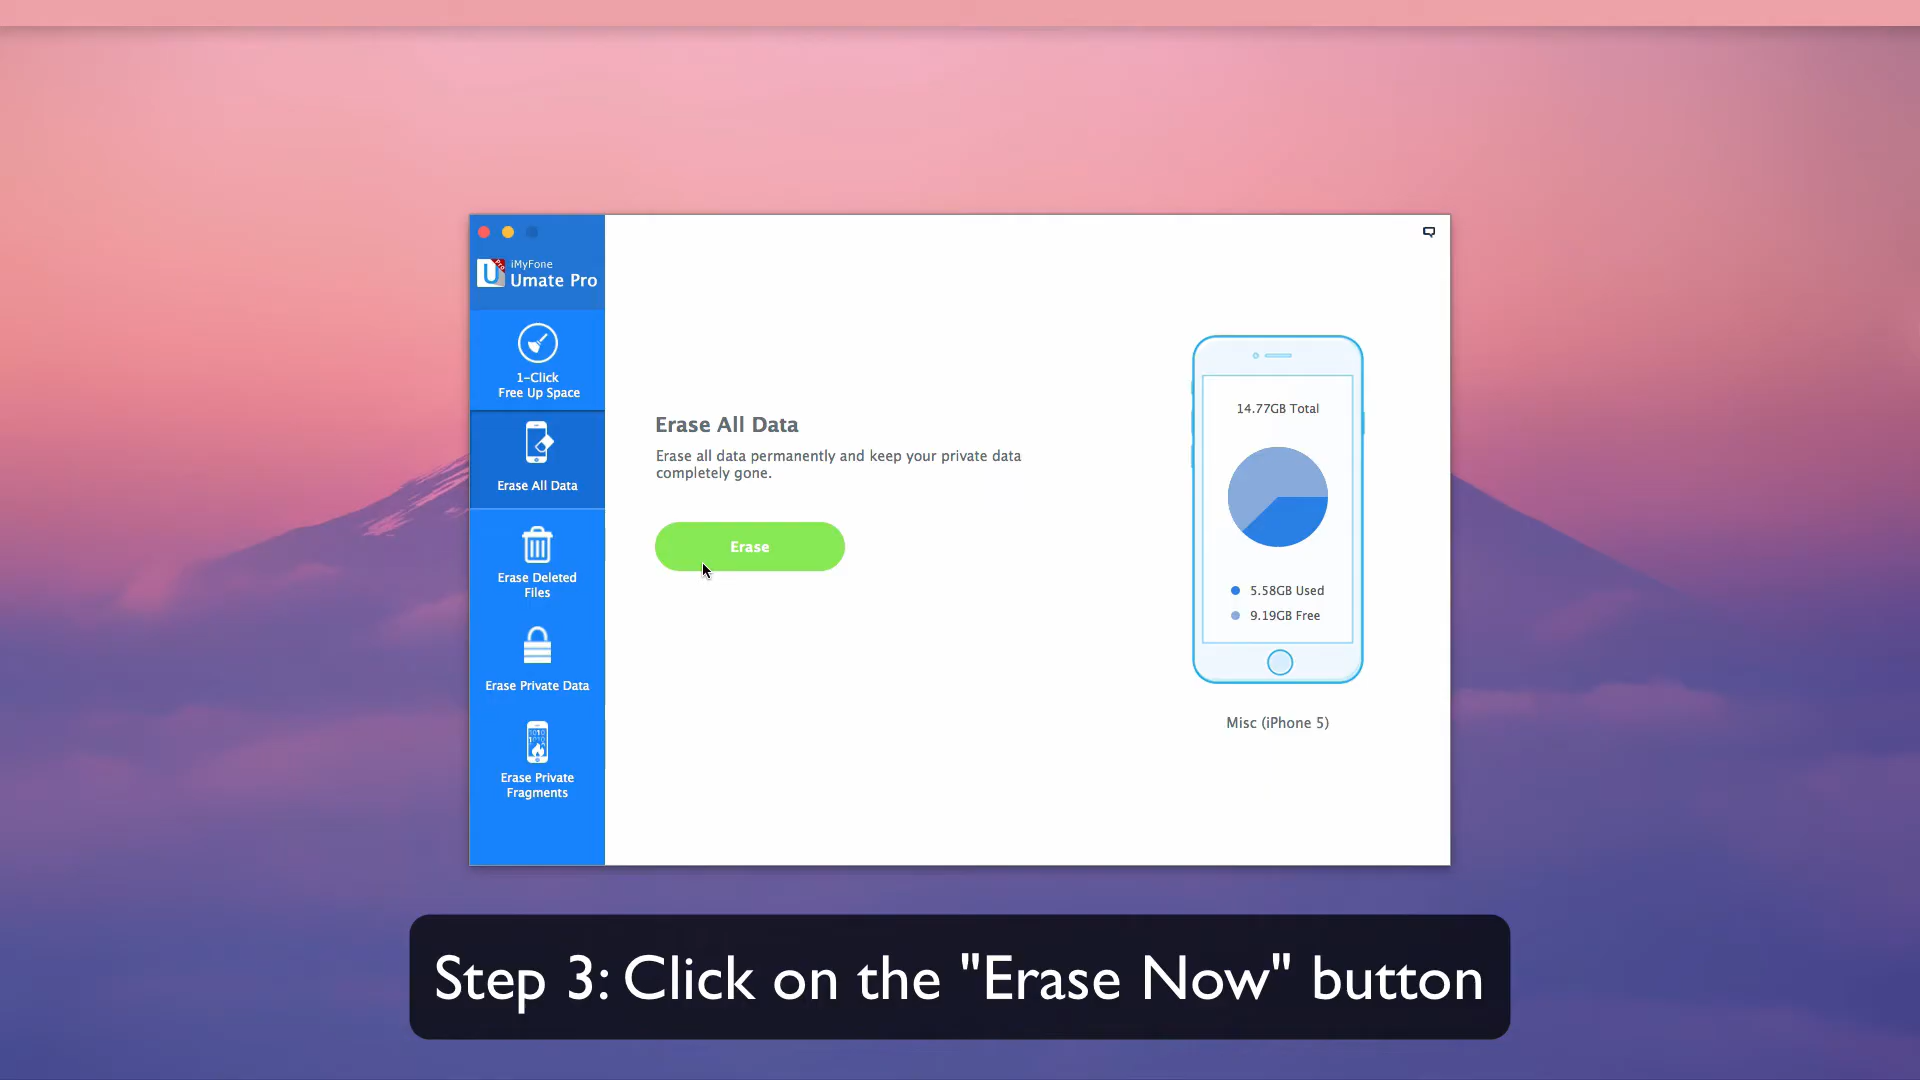 iMyFone
Umate Pro
1-Click
Free Up Space
Erase All Data
Erase Deleted
Files
Erase Private Data
Erase Private
Fragments
Erase All Data
Erase all data permanently and keep your private data
completely gone.
Erase
14.77GB Total
5.58GB Used
9.19GB Free
Misc (iPhone 5)
Step 3: Click on the "Erase Now" button